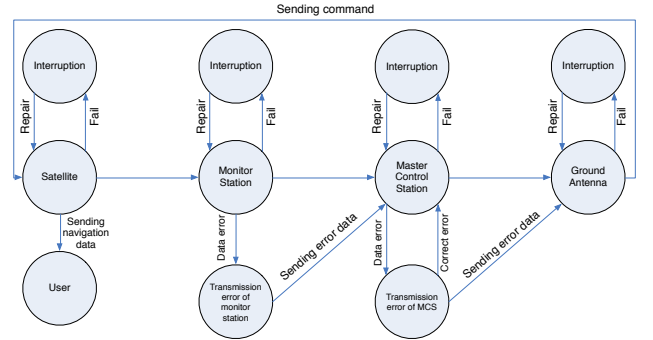 Sending command
Interruption
Interruption
Interruption
Interruption
Repair
Fail
Repair
Fail
Repair
Fail
Repair
Fail
Satellite
Monitor
Station
Master
Control
Station
Ground
Antenna
Sending
navigation
data
Data error
Sending error data
Data error
Correct error
Sending error data
User
Transmission
error of
monitor
station
Transmission
error of MCS